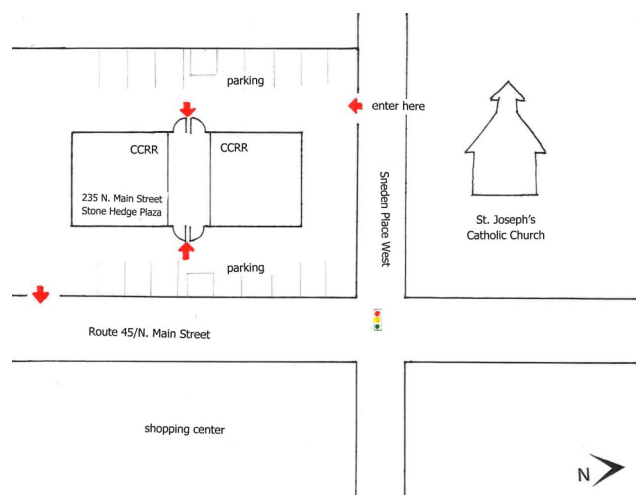 parking
enter here
CCRR
CCRR
235 N. Main Street
Stone Hedge Plaza
Sneden Place West
St. Joseph's
Catholic Church
parking
Route 45/N. Main Street
shopping center
N